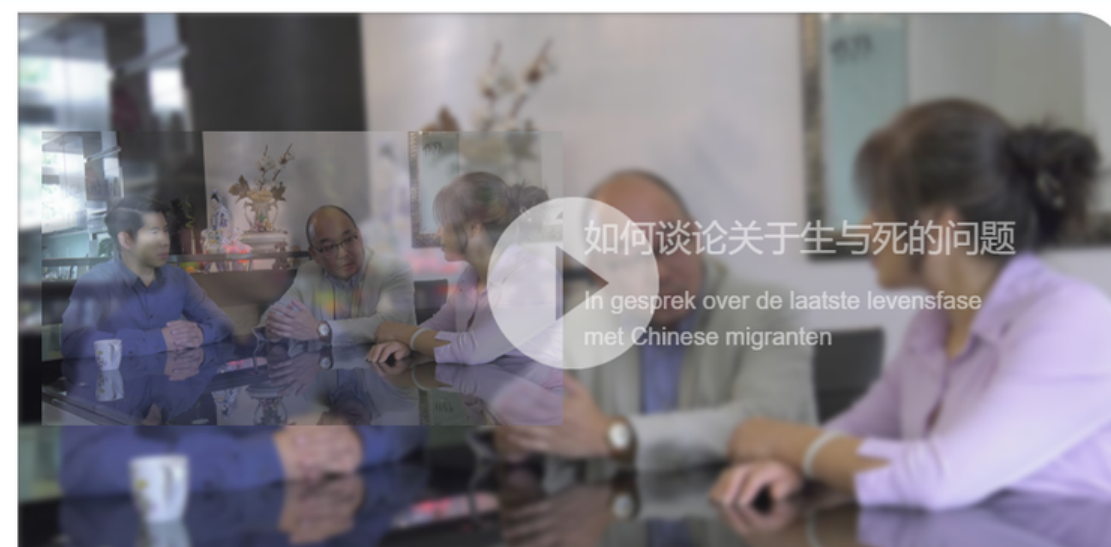 如何谈论关于生与死的问题
In gesprek over de laatste levensfase
met Chinese migranten